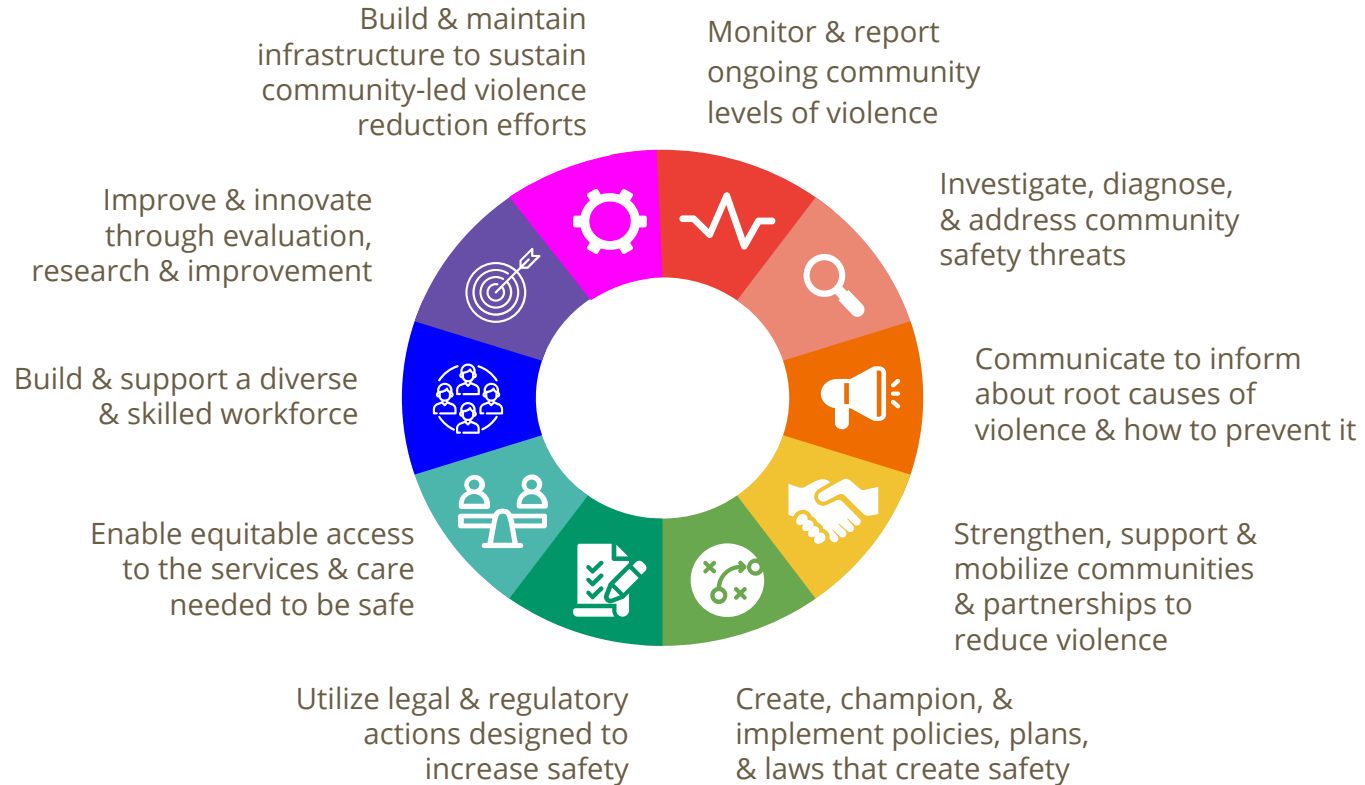 Build & maintain
infrastructure to sustain
community-led violence
reduction efforts
Monitor & report
ongoing community
levels of violence
Investigate, diagnose,
& address community
safety threats
Communicate to inform
about root causes of
violence & how to prevent it
Strengthen, support &
mobilize communities
& partnerships to
reduce violence
Create, champion, &
implement policies, plans,
& laws that create safety
Utilize legal & regulatory
actions designed to
increase safety
Enable equitable access
to the services & care
needed to be safe
Build & support a diverse
& skilled workforce
Improve & innovate
through evaluation,
research & improvement